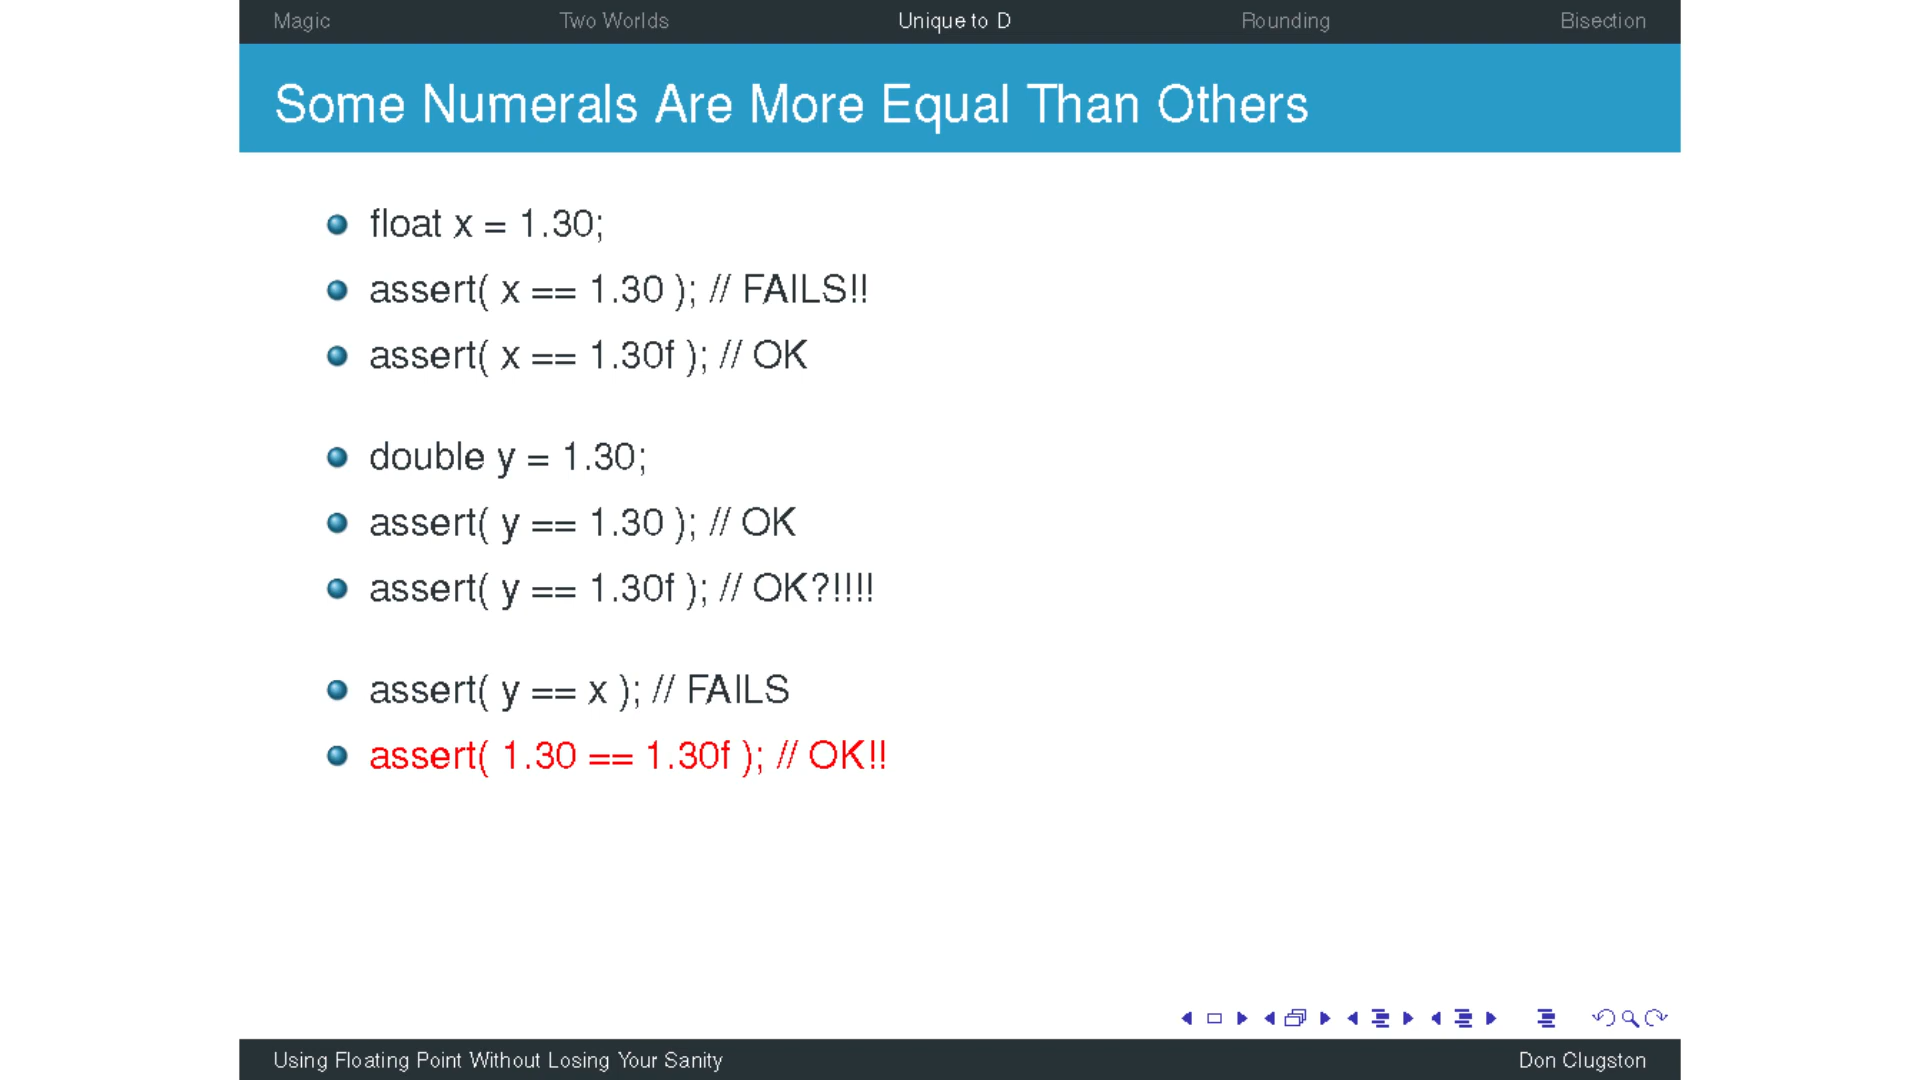 Magic Two Worlds Unique to D Rounding Bisection
Some Numerals Are More Equal Than Others
float x = 1.30;
assert( x == 1.30 ); // FAILS!!
assert( x == 1.30f ); // OK
double y = 1.30;
assert( y == 1.30 ); // OK
assert( y == 1.30f ); // OK?!!!!
assert( y == x ); // FAILS
assert( 1.30 == 1.30f ); // OK!!
Using Floating Point Without Losing Your Sanity Don Clugston